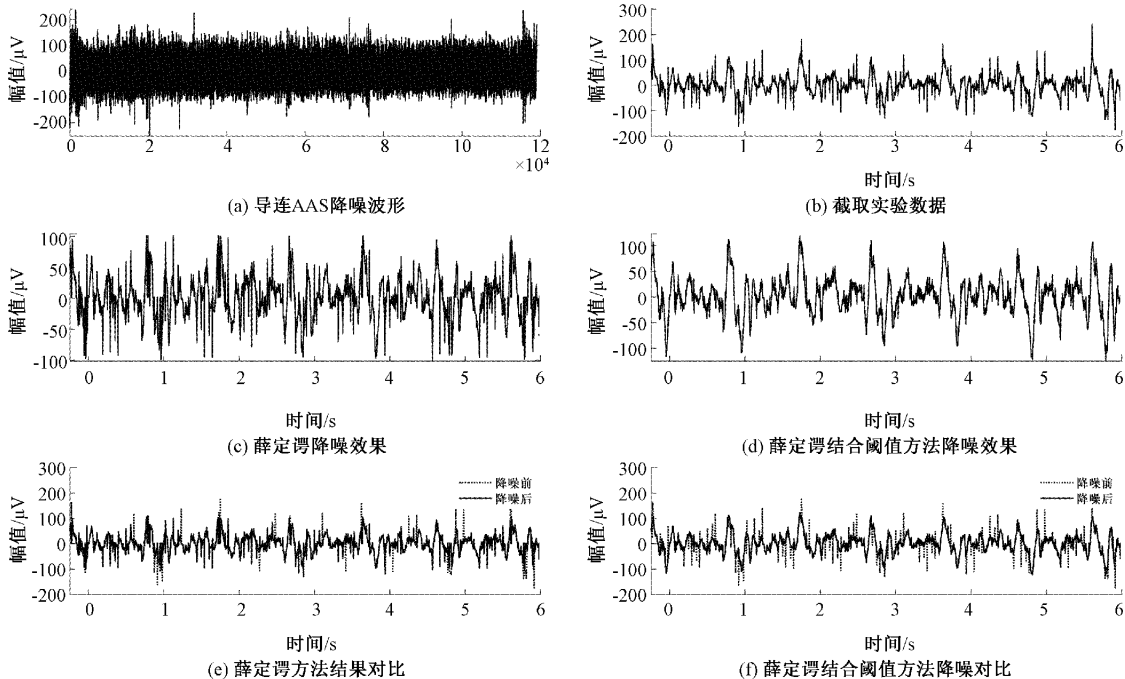 200
100
0
-100
-200
幅值/μV
0 2 4 6 8 10 12
×10⁴
(a) 导连AAS降噪波形
300
200
100
0
-100
-200
幅值/μV
0 1 2 3 4 5 6
时间/s
(b) 截取实验数据
100
50
0
-50
-100
幅值/μV
0 1 2 3 4 5 6
时间/s
(c) 薛定谔降噪效果
100
50
0
-50
-100
幅值/μV
0 1 2 3 4 5 6
时间/s
(d) 薛定谔结合阈值方法降噪效果
300
200
100
0
-100
-200
幅值/μV
降噪前
降噪后
0 1 2 3 4 5 6
时间/s
(e) 薛定谔方法结果对比
300
200
100
0
-100
-200
幅值/μV
降噪前
降噪后
0 1 2 3 4 5 6
时间/s
(f) 薛定谔结合阈值方法降噪对比